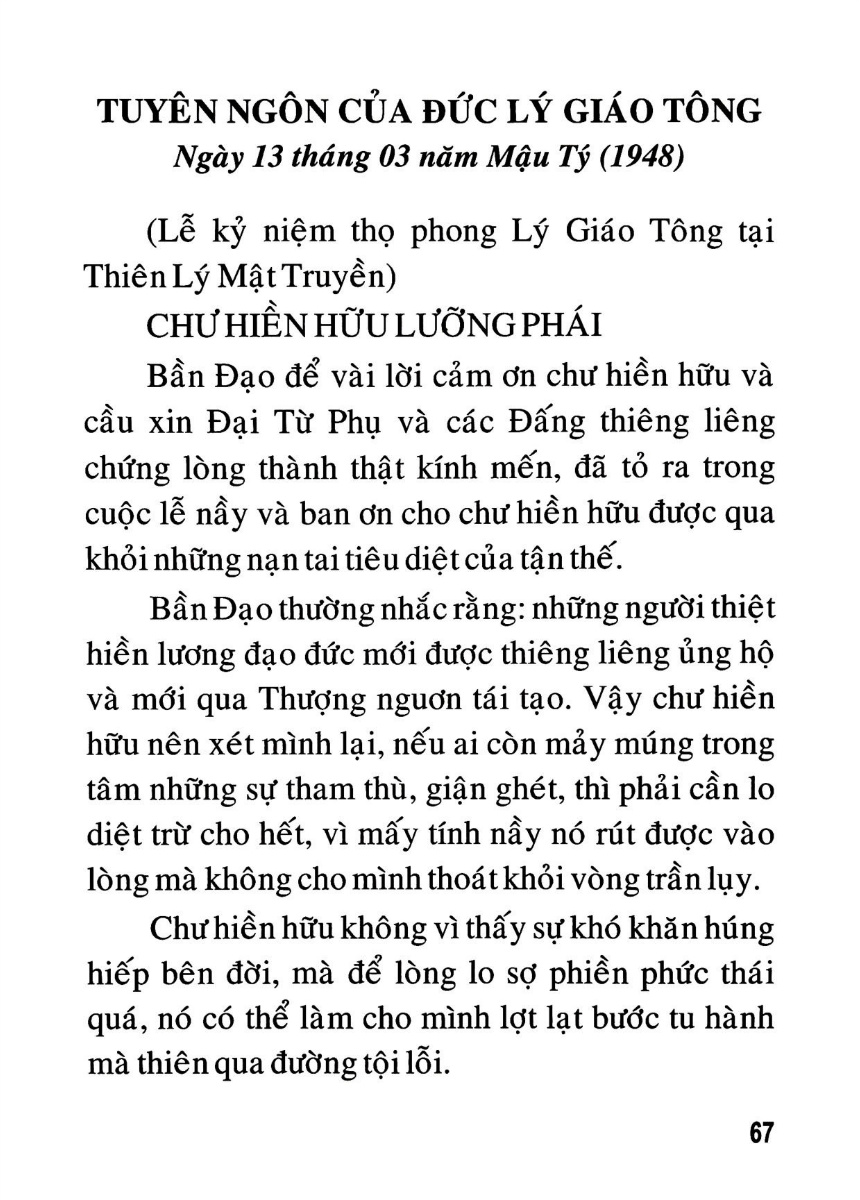 TUYÊN NGÔN CỦA ĐỨC LÝ GIÁO TÔNG
Ngày 13 tháng 03 năm Mậu Tý (1948)
(Lễ kỷ niệm thọ phong Lý Giáo Tông tại
Thiên Lý Mật Truyền)
CHƯ HIỀN HỮU LƯỠNG PHÁI
Bần Đạo để vài lời cảm ơn chư hiền hữu và
cầu xin Đại Từ Phụ và các Đấng thiêng liêng
chứng lòng thành thật kính mến, đã tỏ ra trong
cuộc lễ nầy và ban ơn cho chư hiền hữu được qua
khỏi những nạn tai tiêu diệt của tận thế.
Bần Đạo thường nhắc rằng: những người thiệt
hiền lương đạo đức mới được thiêng liêng ủng hộ
và mới qua Thượng nguơn tái tạo. Vậy chư hiền
hữu nên xét mình lại, nếu ai còn mảy múng trong
tâm những sự tham thù, giận ghét, thì phải cần lo
diệt trừ cho hết, vì mấy tính nầy nó rút được vào
lòng mà không cho mình thoát khỏi vòng trần lụy.
Chư hiền hữu không vì thấy sự khó khăn húng
hiếp bên đời, mà để lòng lo sợ phiền phức thái
quá, nó có thể làm cho mình lợt lạt bước tu hành
mà thiên qua đường tội lỗi.
67